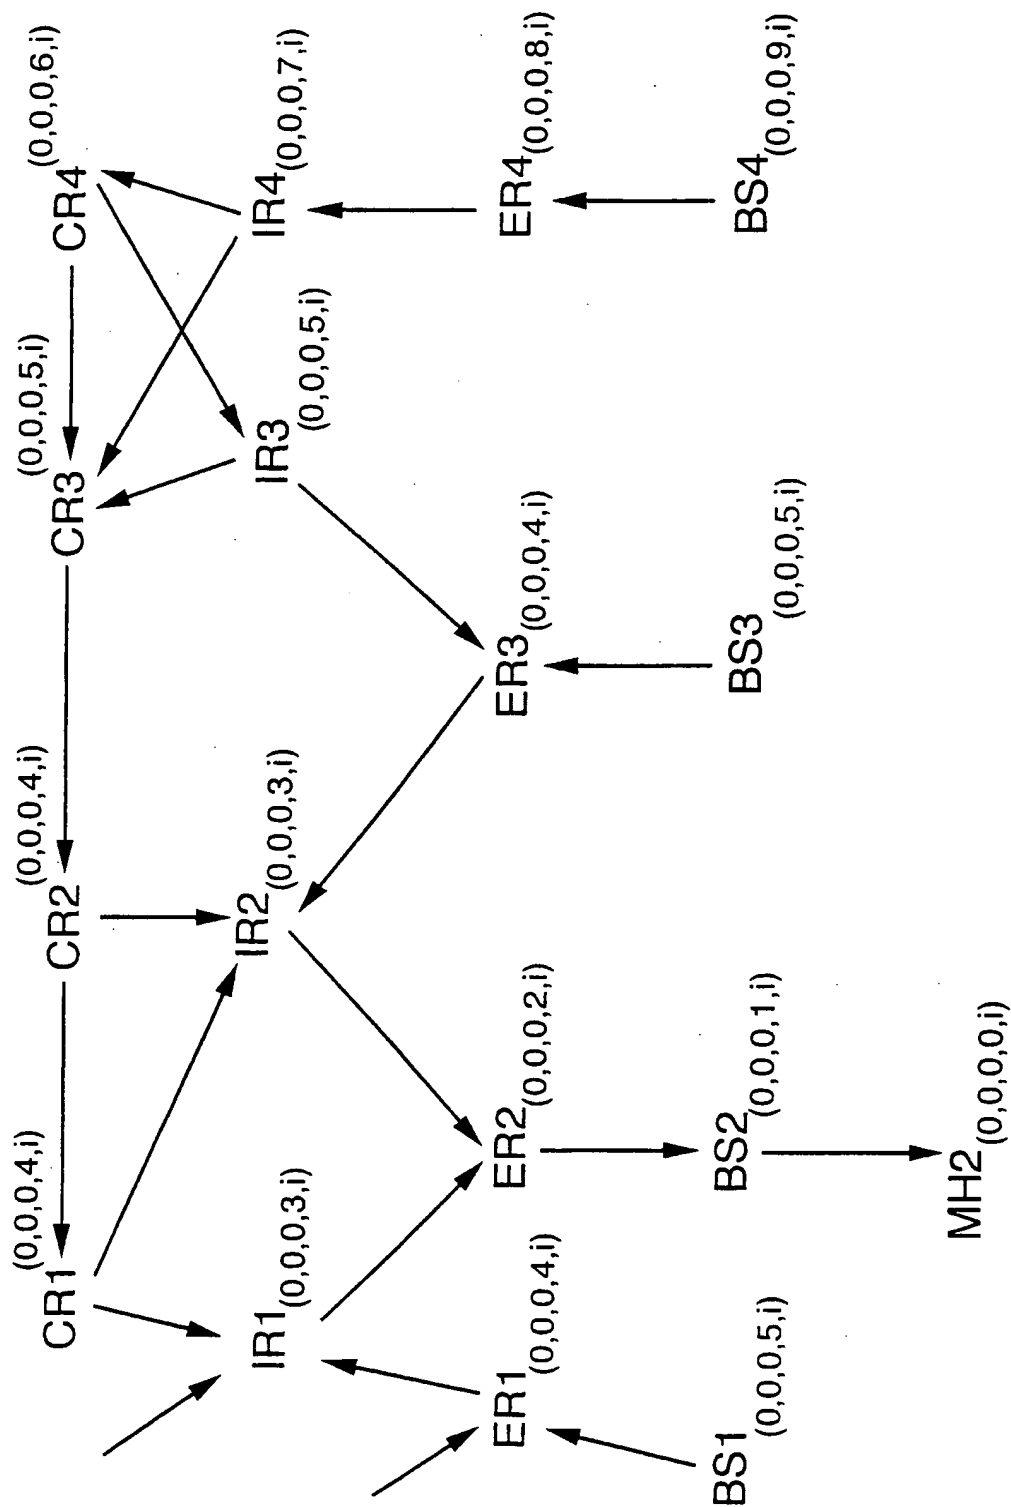 CR1 (0,0,0,4,i)
CR2 (0,0,0,4,i)
CR3 (0,0,0,5,i)
CR4 (0,0,0,6,i)
IR1 (0,0,0,3,i)
IR2 (0,0,0,3,i)
IR3 (0,0,0,5,i)
IR4 (0,0,0,7,i)
ER1 (0,0,0,4,i)
ER2 (0,0,0,2,i)
ER3 (0,0,0,4,i)
ER4 (0,0,0,8,i)
BS1 (0,0,0,5,i)
BS2 (0,0,0,1,i)
BS3 (0,0,0,5,i)
BS4 (0,0,0,9,i)
MH2 (0,0,0,0,i)